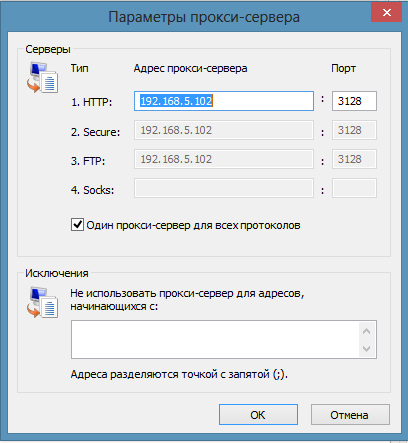 Параметры прокси-сервера
Серверы
Тип Адрес прокси-сервера Порт
1. HTTP: 192.168.5.102 : 3128
2. Secure: 192.168.5.102 : 3128
3. FTP: 192.168.5.102 : 3128
4. Socks: :
Один прокси-сервер для всех протоколов
Исключения
Не использовать прокси-сервер для адресов,
начинающихся с:
Адреса разделяются точкой с запятой (;).
OK Отмена